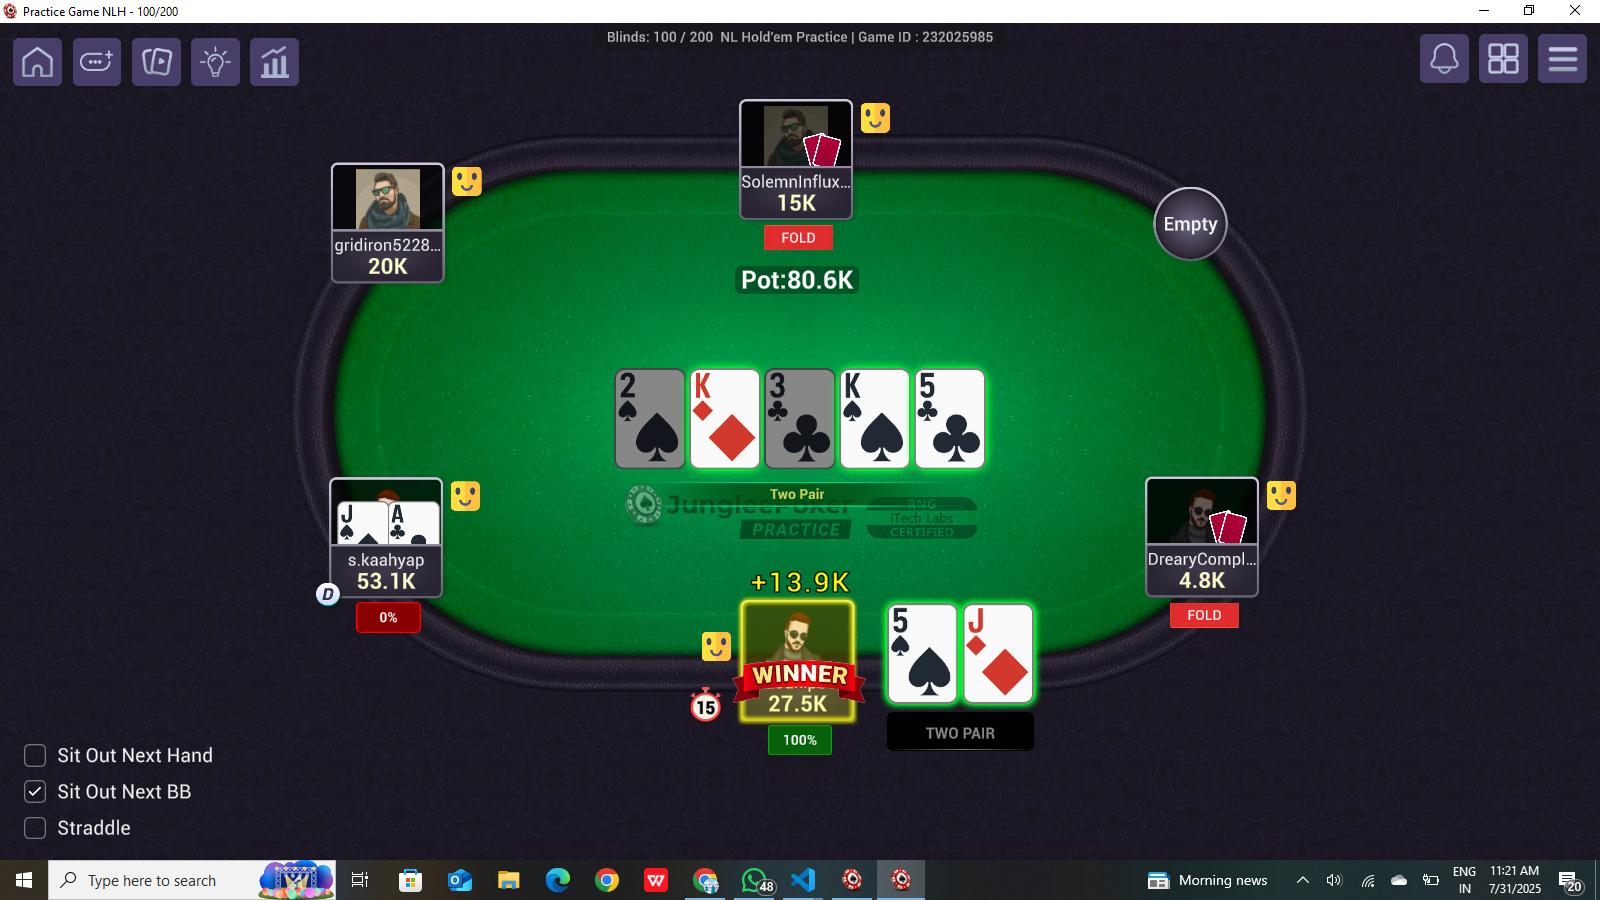 Practice Game NLH - 100/200
Blinds: 100 / 200 NL Hold'em Practice | Game ID : 232025985
SolemnInflux...
15K
FOLD
gridiron5228...
20K
Empty
Pot:80.6K
2
K
3
K
5
Two Pair
JungleePoker
PRACTICE
RNG
iTech Labs
CERTIFIED
J
A
s.kaahyap
53.1K
D
0%
DrearyCompl...
4.8K
FOLD
+13.9K
WINNER
27.5K
15
100%
5
J
TWO PAIR
Sit Out Next Hand
Sit Out Next BB
Straddle
Type here to search
48
Morning news
ENG
IN
11:21 AM
7/31/2025
20